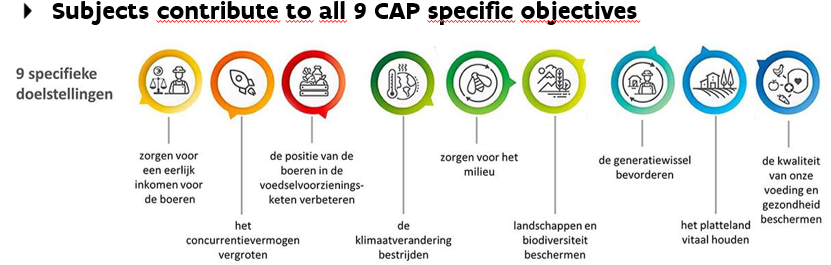 Subjects contribute to all 9 CAP specific objectives
9 specifieke
doelstellingen
zorgen voor
een eerlijk
inkomen voor
de boeren
het
concurrentievermogen
vergroten
de positie van de
boeren in de
voedselvoorzienings-
keten verbeteren
de
klimaatverandering
bestrijden
zorgen voor het
milieu
landschappen en
biodiversiteit
beschermen
de generatiewissel
bevorderen
het platteland
vitaal houden
de kwaliteit
van onze
voeding en
gezondheid
beschermen